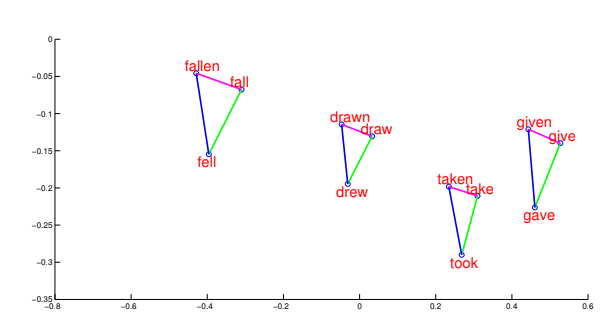 0
−0.05
−0.1
−0.15
−0.2
−0.25
−0.3
−0.35
−0.8
−0.6
−0.4
−0.2
0
0.2
0.4
0.6
fallen
fall
fell
drawn
draw
drew
taken
take
took
given
give
gave